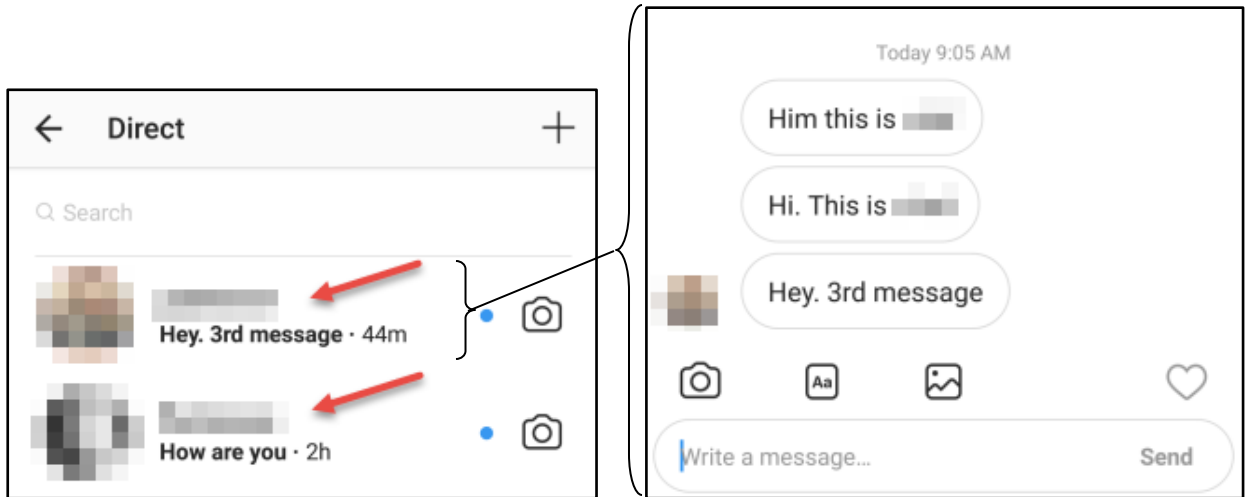 Direct
Search
Hey. 3rd message · 44m
How are you · 2h
Today 9:05 AM
Him this is
Hi. This is
Hey. 3rd message
Aa
Write a message...
Send